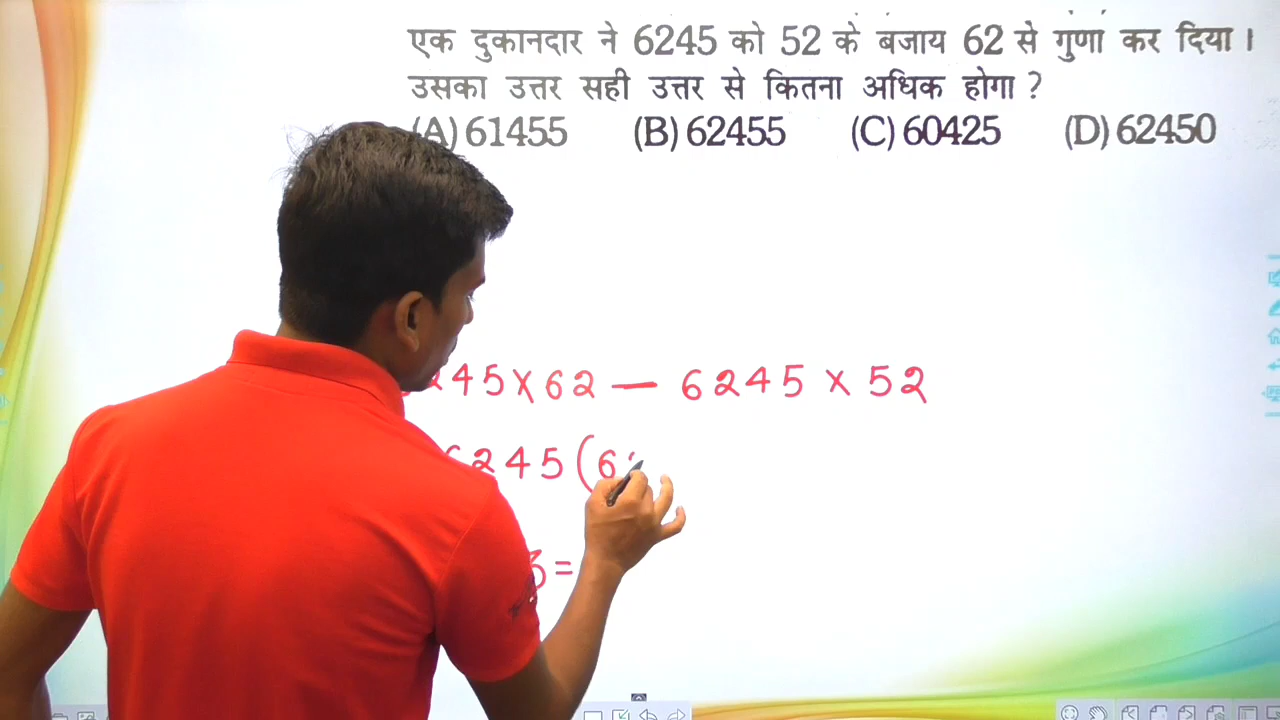 एक दुकानदार ने 6245 को 52 के बजाय 62 से गुणा कर दिया।
उसका उत्तर सही उत्तर से कितना अधिक होगा ?
(A) 61455 (B) 62455 (C) 60425 (D) 62450
245 × 62 — 6245 × 52
6245 (6
=